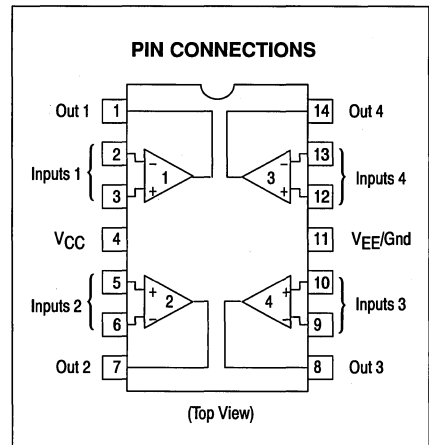 PIN CONNECTIONS
Out 1 1 14 Out 4
Inputs 1 2 − − 13 Inputs 4
1 3
3 + + 12
VCC 4 11 VEE/Gnd
Inputs 2 5 + + 10 Inputs 3
2 4
6 − − 9
Out 2 7 8 Out 3
(Top View)